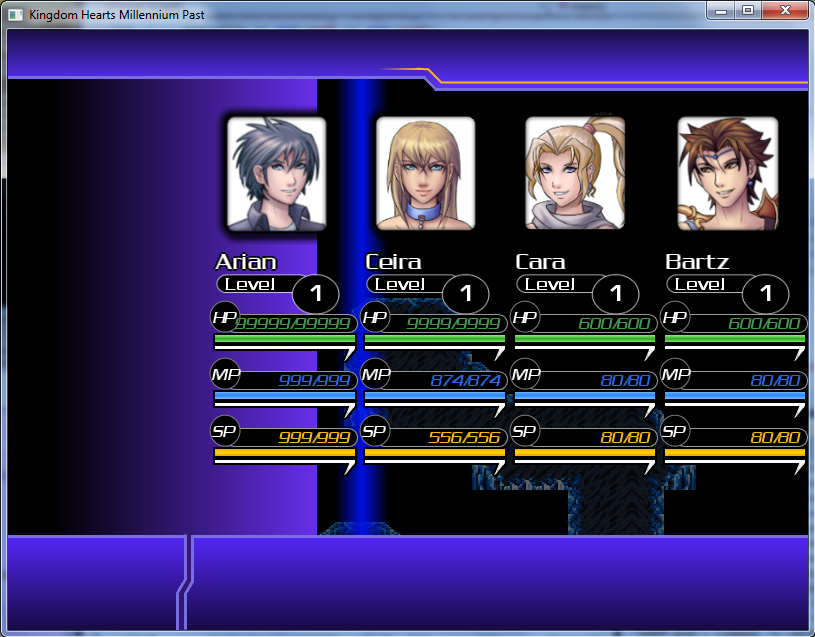 Kingdom Hearts Millennium Past
Arian Ceira Cara Bartz
Level 1 Level 1 Level 1 Level 1
HP 99999/99999 HP 9999/9999 HP 600/600 HP 600/600
MP 999/999 MP 874/874 MP 80/80 MP 80/80
SP 999/999 SP 556/556 SP 80/80 SP 80/80